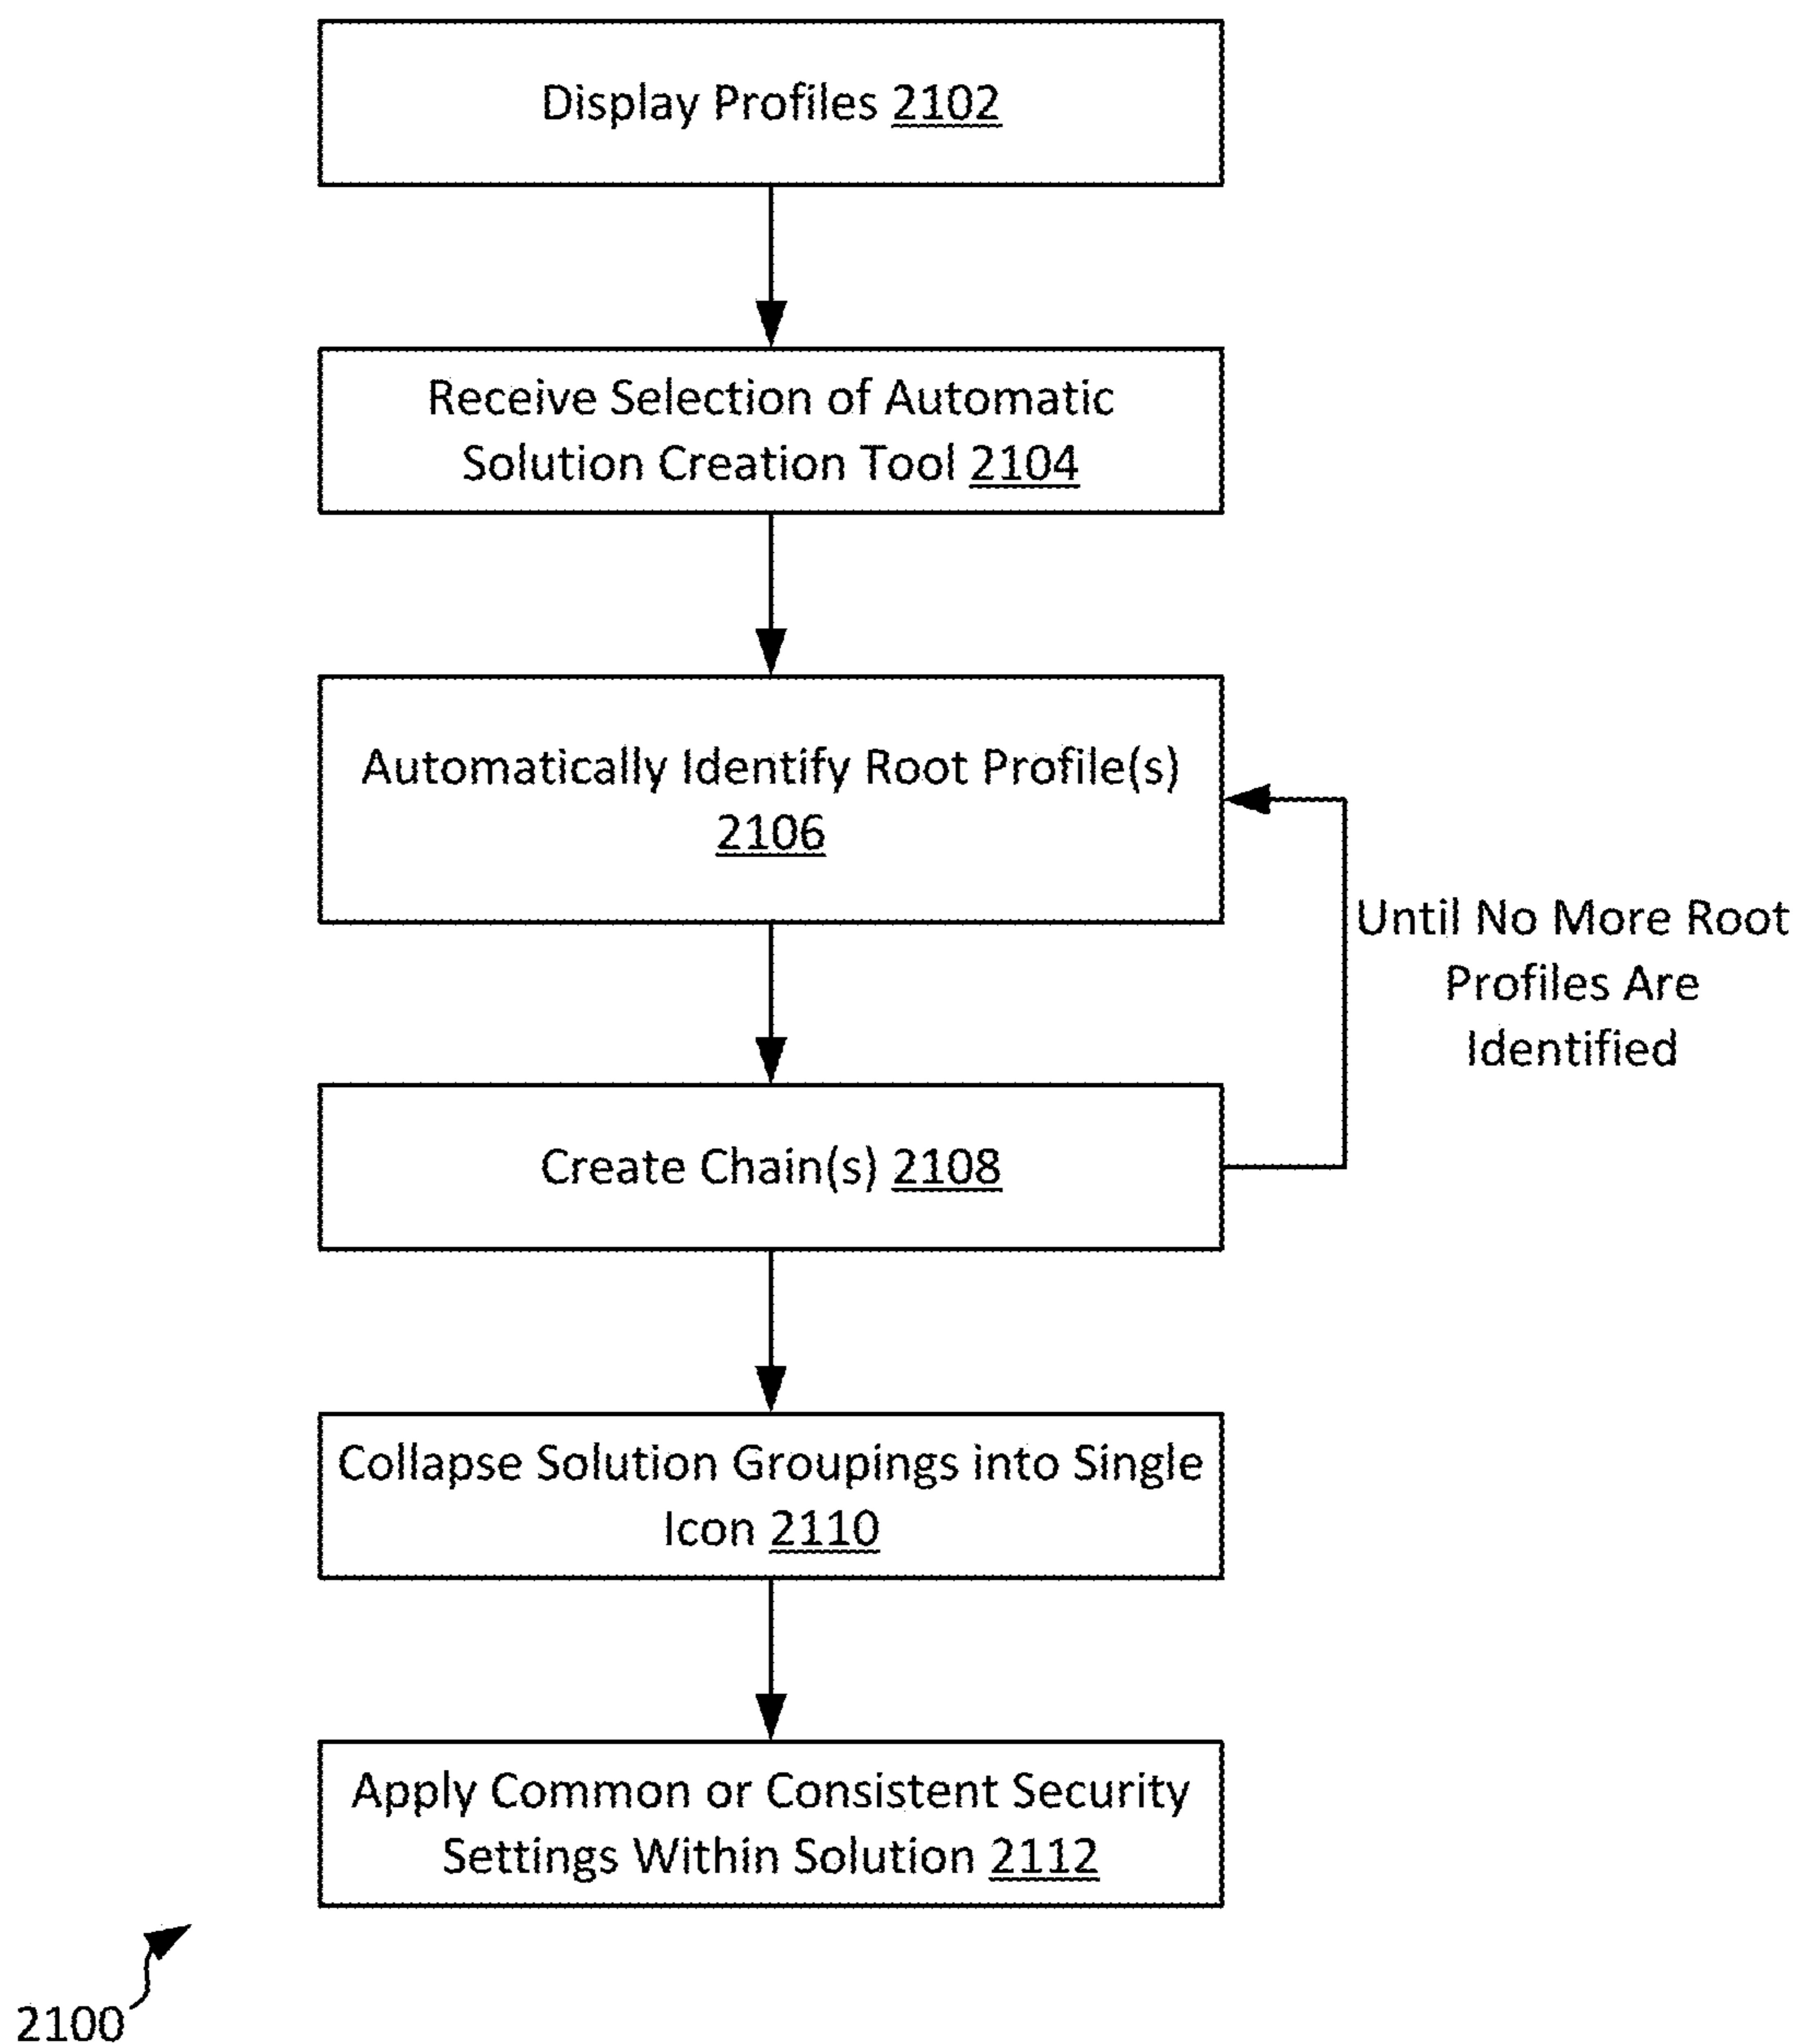 Display Profiles 2102
Receive Selection of Automatic
Solution Creation Tool 2104
Automatically Identify Root Profile(s)
2106
Until No More Root
Profiles Are
Identified
Create Chain(s) 2108
Collapse Solution Groupings into Single
Icon 2110
Apply Common or Consistent Security
Settings Within Solution 2112
2100